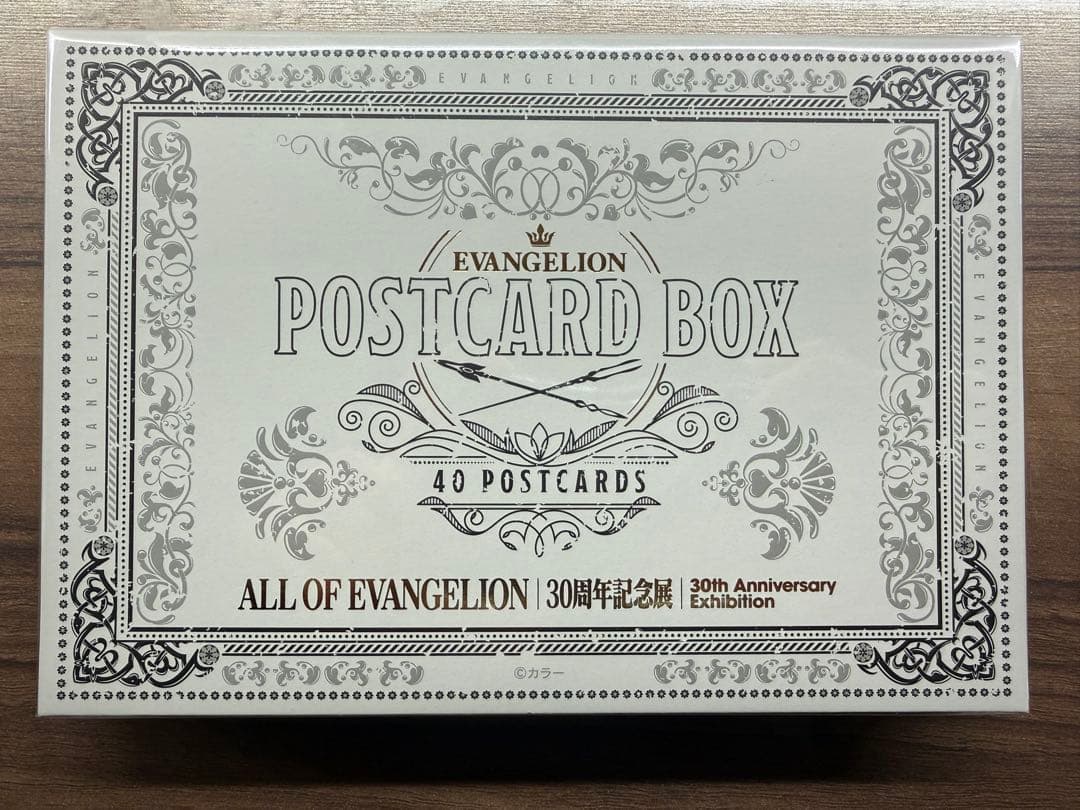 EVANGELION
EVANGELION
EVANGELION
EVANGELION
POSTCARD BOX
40 POSTCARDS
ALL OF EVANGELION | 30周年記念展 | 30th Anniversary
Exhibition
©カラー